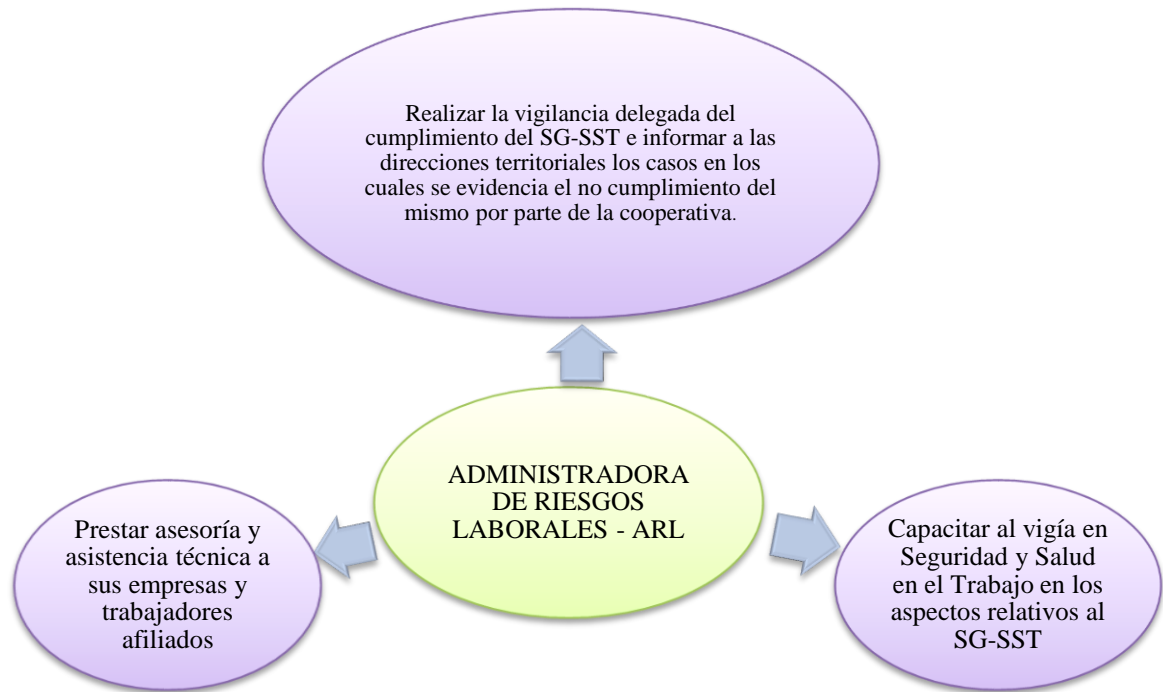 Realizar la vigilancia delegada del
cumplimiento del SG-SST e informar a las
direcciones territoriales los casos en los
cuales se evidencia el no cumplimiento del
mismo por parte de la cooperativa.
ADMINISTRADORA
DE RIESGOS
LABORALES - ARL
Prestar asesoría y
asistencia técnica a
sus empresas y
trabajadores
afiliados
Capacitar al vigía en
Seguridad y Salud
en el Trabajo en los
aspectos relativos al
SG-SST